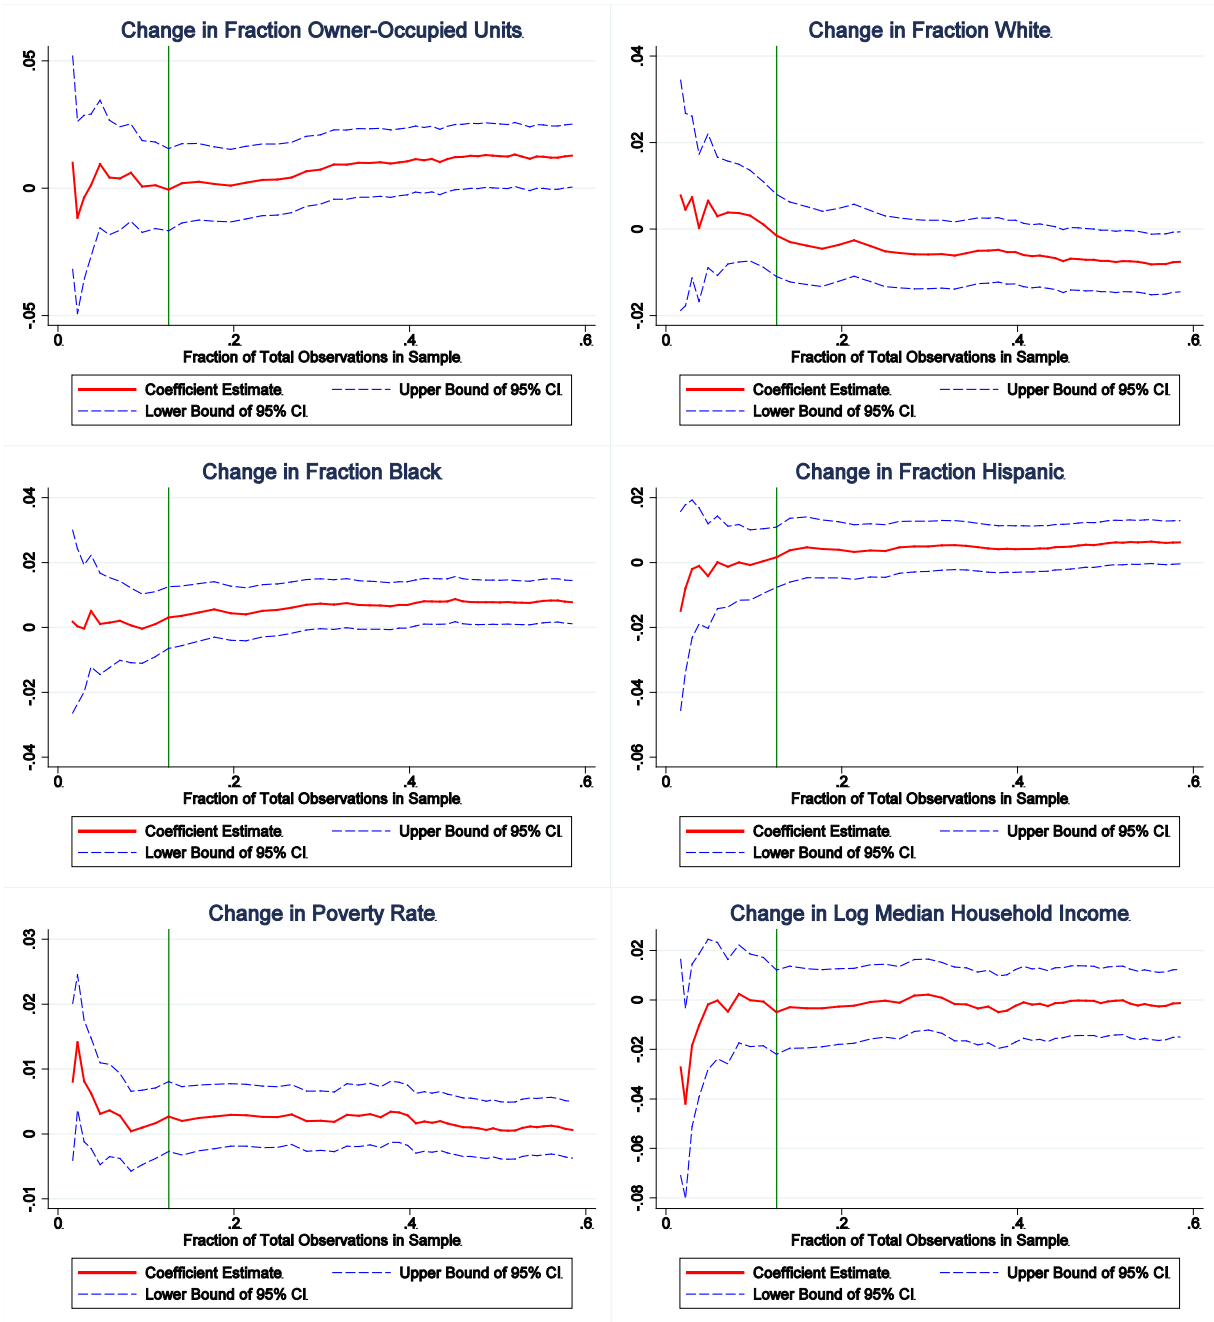 Change in Fraction Owner-Occupied Units
.05
0
-.05
0 .2 .4 .6
Fraction of Total Observations in Sample
Coefficient Estimate Upper Bound of 95% CI
Lower Bound of 95% CI
Change in Fraction White
.04
.02
0
-.02
0 .2 .4 .6
Fraction of Total Observations in Sample
Coefficient Estimate Upper Bound of 95% CI
Lower Bound of 95% CI
Change in Fraction Black
.04
.02
0
-.02
-.04
0 .2 .4 .6
Fraction of Total Observations in Sample
Coefficient Estimate Upper Bound of 95% CI
Lower Bound of 95% CI
Change in Fraction Hispanic
.02
0
-.02
-.04
-.06
0 .2 .4 .6
Fraction of Total Observations in Sample
Coefficient Estimate Upper Bound of 95% CI
Lower Bound of 95% CI
Change in Poverty Rate
.03
.02
.01
0
-.01
0 .2 .4 .6
Fraction of Total Observations in Sample
Coefficient Estimate Upper Bound of 95% CI
Lower Bound of 95% CI
Change in Log Median Household Income
.02
0
-.02
-.04
-.06
-.08
0 .2 .4 .6
Fraction of Total Observations in Sample
Coefficient Estimate Upper Bound of 95% CI
Lower Bound of 95% CI